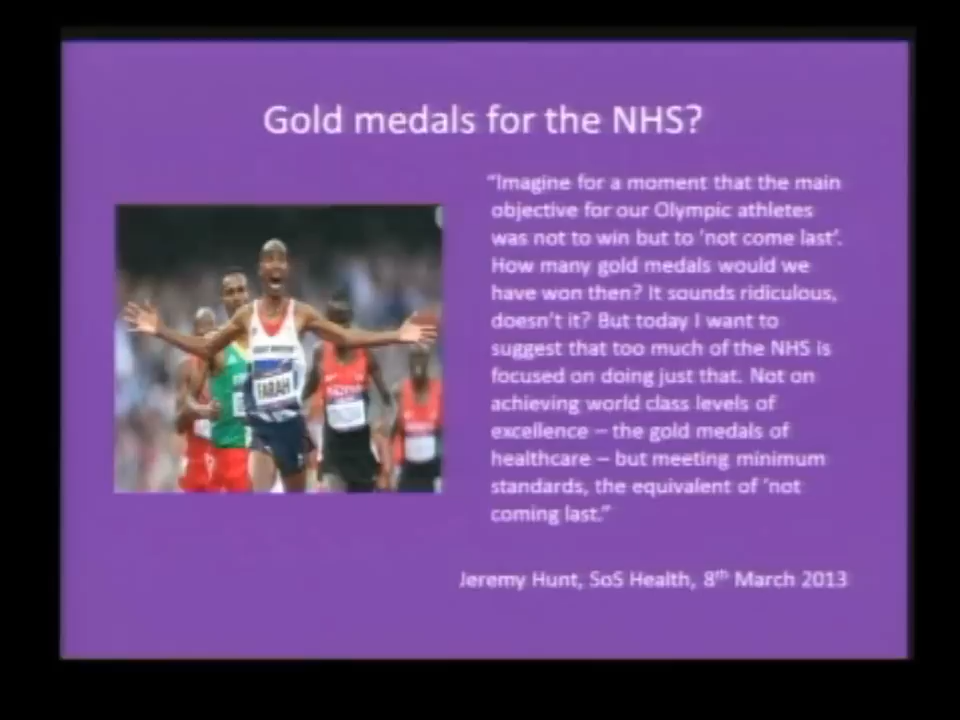 Gold medals for the NHS?
“Imagine for a moment that the main
objective for our Olympic athletes
was not to win but to ‘not come last’.
How many gold medals would we
have won then? It sounds ridiculous,
doesn’t it? But today I want to
suggest that too much of the NHS is
focused on doing just that. Not on
achieving world class levels of
excellence – the gold medals of
healthcare – but meeting minimum
standards, the equivalent of ‘not
coming last.”
FARAH
Jeremy Hunt, SoS Health, 8th March 2013